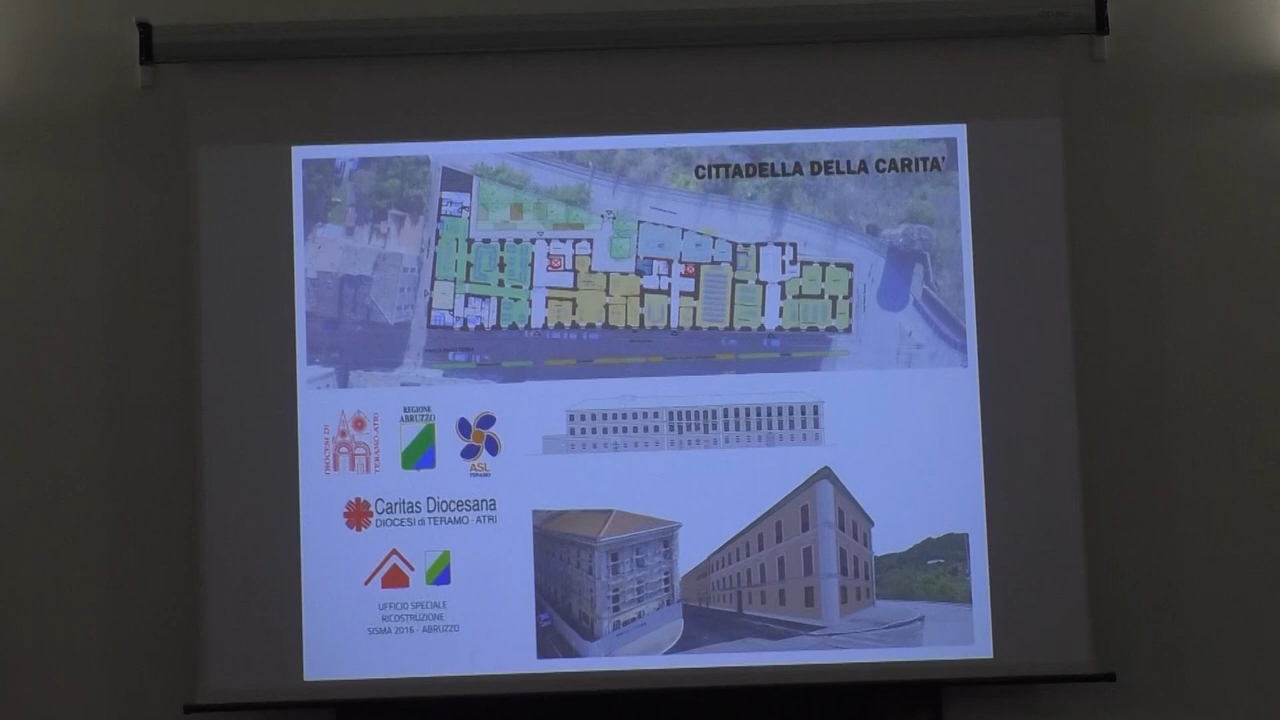 CITTADELLA DELLA CARITA'
DIOCESI DI
TERAMO-ATRI
REGIONE
ABRUZZO
ASL
TERAMO
Caritas Diocesana
DIOCESI di TERAMO - ATRI
UFFICIO SPECIALE
RICOSTRUZIONE
SISMA 2016 - ABRUZZO